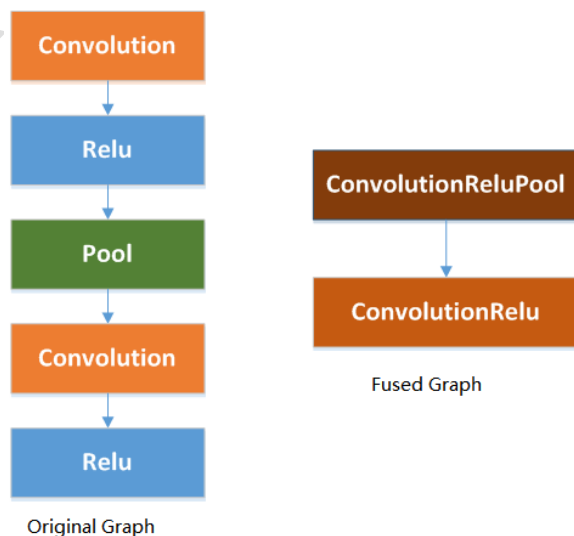 Convolution
Relu
Pool
Convolution
Relu
Original Graph
ConvolutionReluPool
ConvolutionRelu
Fused Graph